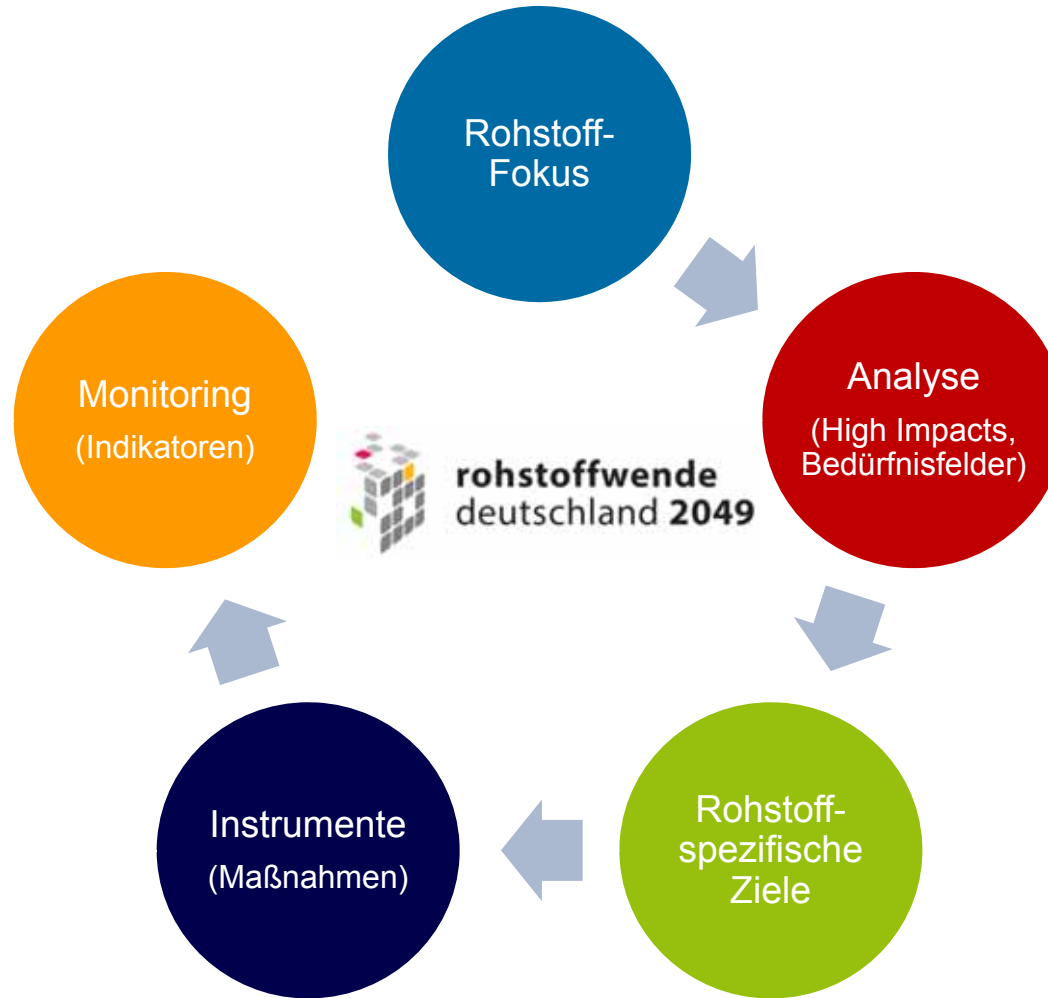 Rohstoff-
Fokus
Analyse
(High Impacts,
Bedürfnisfelder)
Rohstoff-
spezifische
Ziele
Instrumente
(Maßnahmen)
Monitoring
(Indikatoren)
rohstoffwende
deutschland 2049